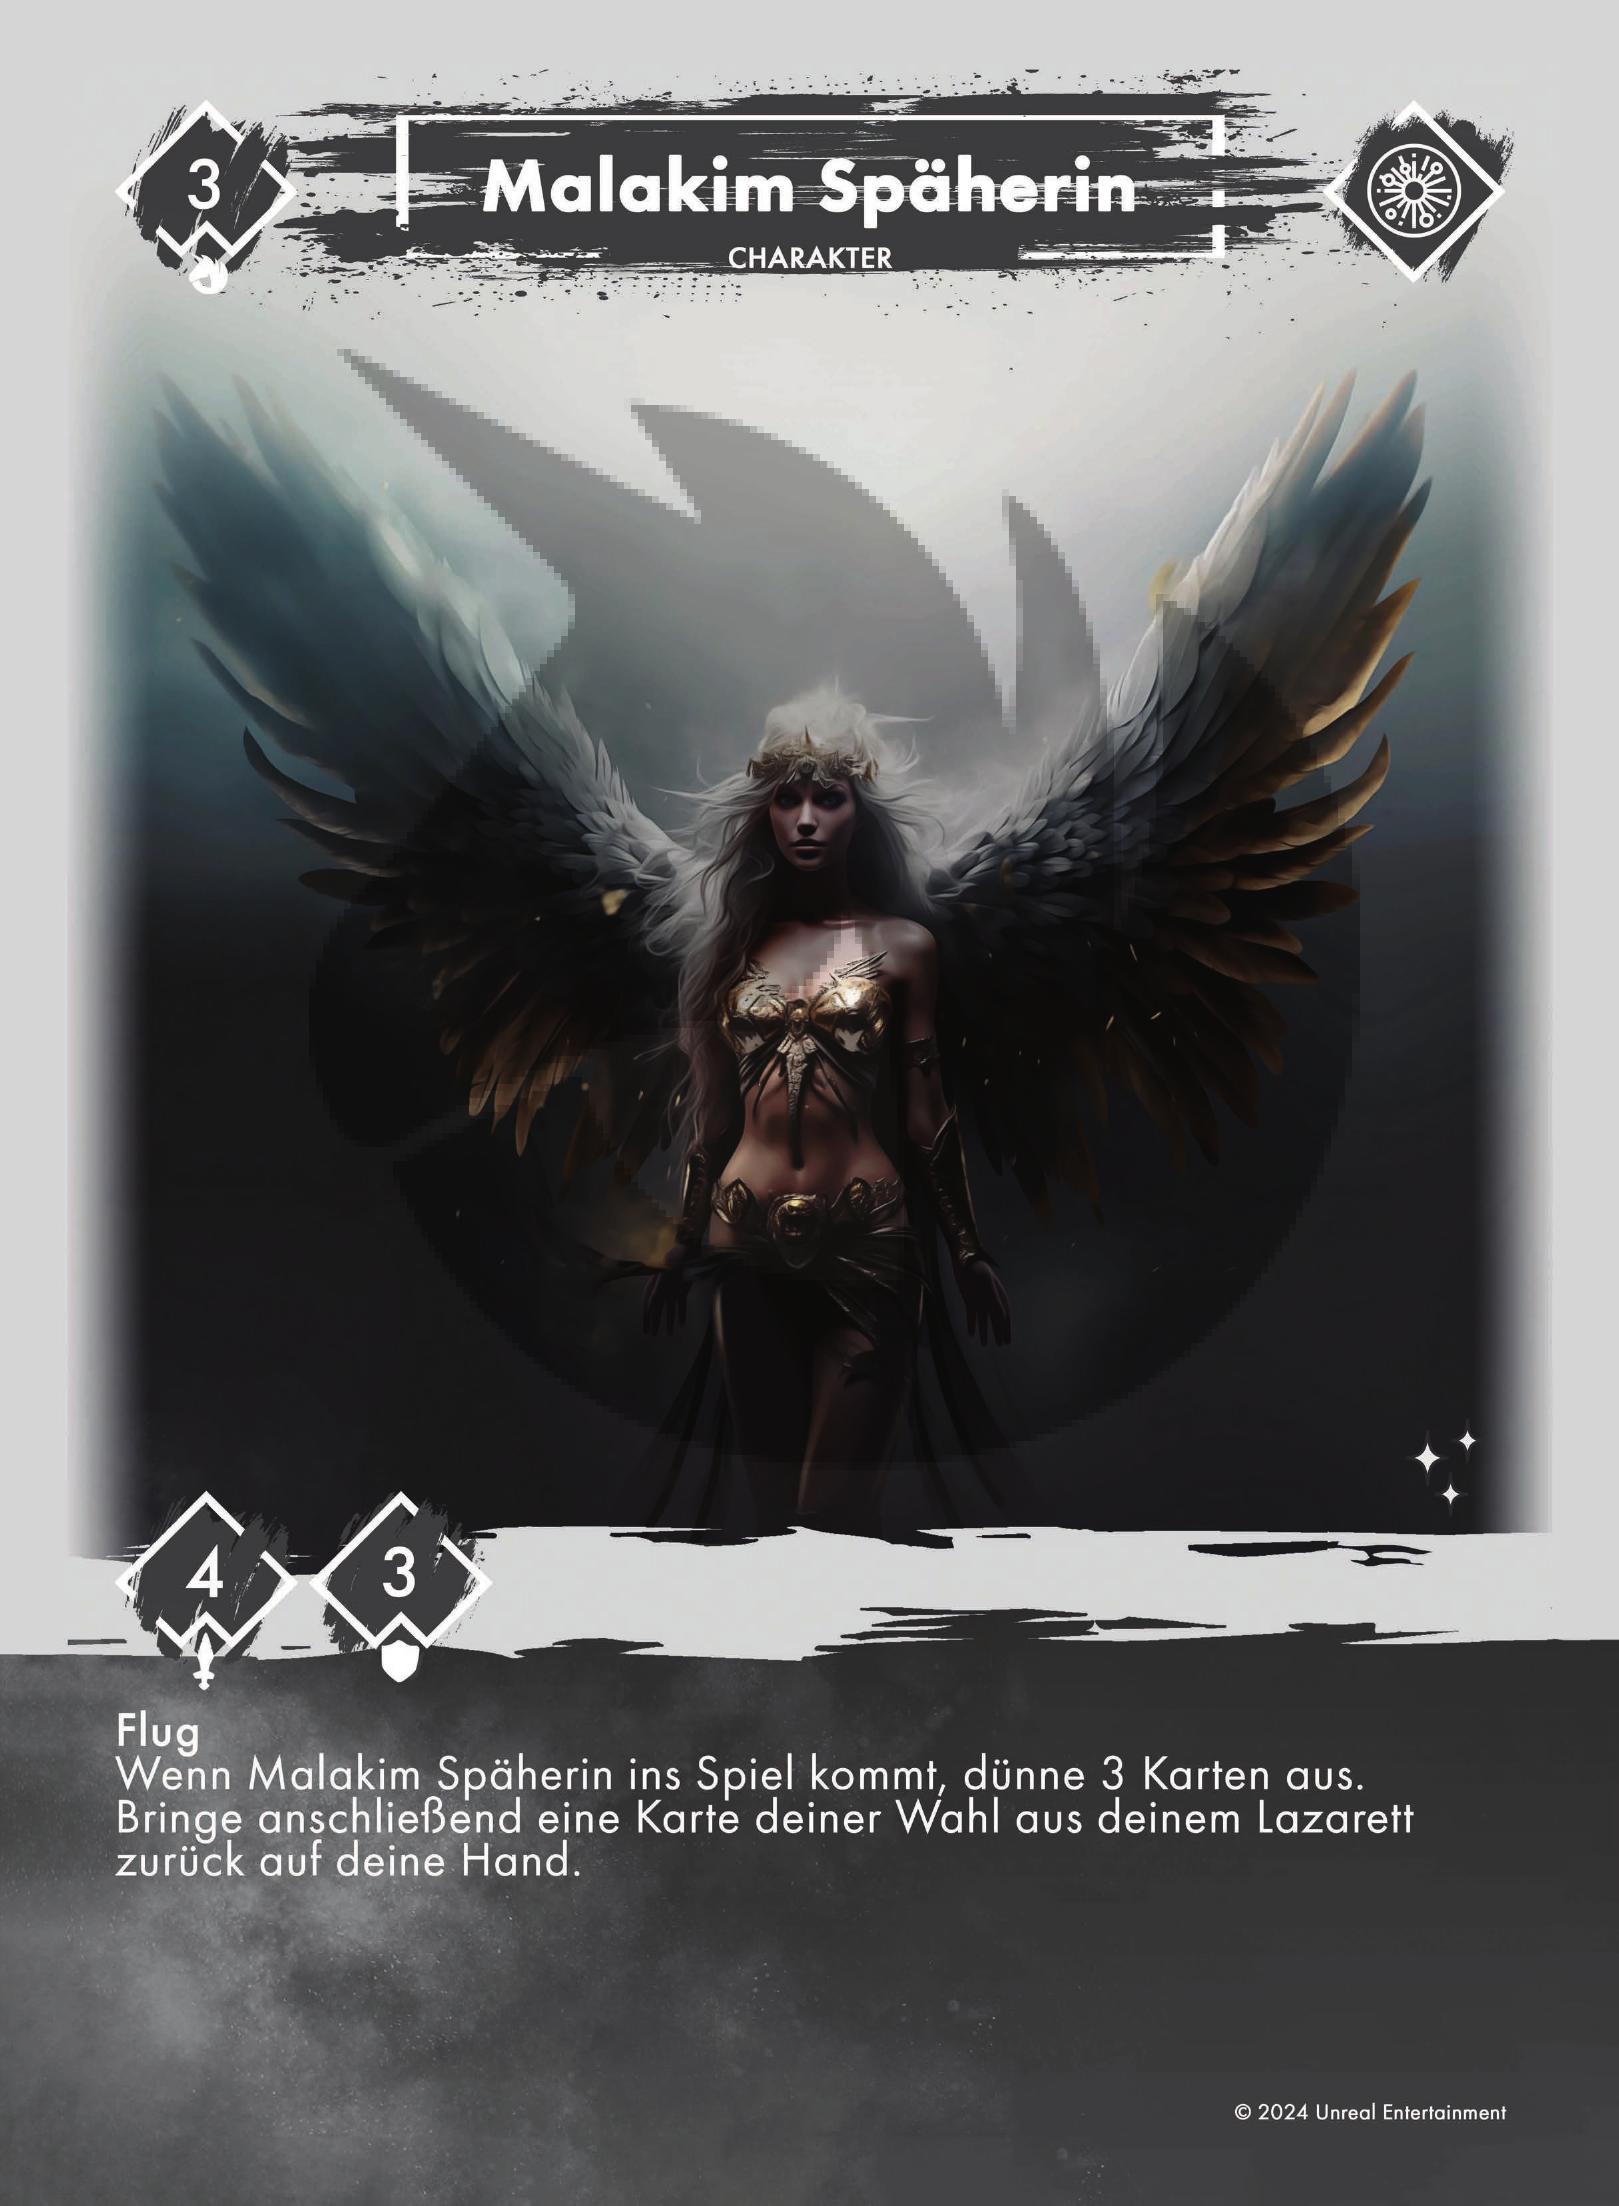 3
Malakim Späherin
CHARAKTER
4
3
Flug
Wenn Malakim Späherin ins Spiel kommt, dünne 3 Karten aus.
Bringe anschließend eine Karte deiner Wahl aus deinem Lazarett
zurück auf deine Hand.
© 2024 Unreal Entertainment